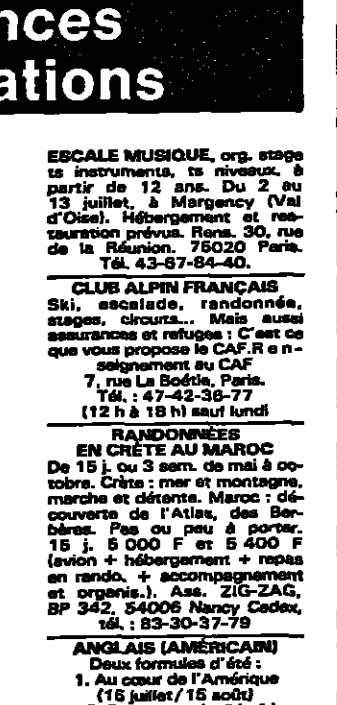 nces
ations
ESCALE MUSIQUE, org. stage
ts instruments, ts niveaux, à
partir de 12 ans. Du 2 au
13 juillet, à Margency (Val
d'Oise). Hébergement et res-
tauration prévus. Rens. 30, rue
de la Réunion. 75020 Paris.
Tél. 43-67-84-40.
CLUB ALPIN FRANÇAIS
Ski, escalade, randonnée,
stages, circuits... Mais aussi
assurances et refuges : C'est ce
que vous propose le CAF.Ren-
seignement au CAF
7, rue La Boétie, Paris.
Tél. : 47-42-36-77
(12 h à 18 h) sauf lundi
RANDONNÉES
EN CRÈTE AU MAROC
De 15 j. ou 3 sem. de mai à oc-
tobre. Crète : mer et montagne,
marche et détente. Maroc : dé-
couverte de l'Atlas, des Ber-
bères. Pas ou peu à porter.
15 j. 5 000 F et 5 400 F
(avion + hébergement + repas
en rando. + accompagnement
et organis.). Ass. ZIG-ZAG,
BP 342, 54006 Nancy Cedex,
tél. : 83-30-37-79
ANGLAIS (AMÉRICAIN)
Deux formules d'été :
1. Au cœur de l'Amérique
(16 juillet/15 août)